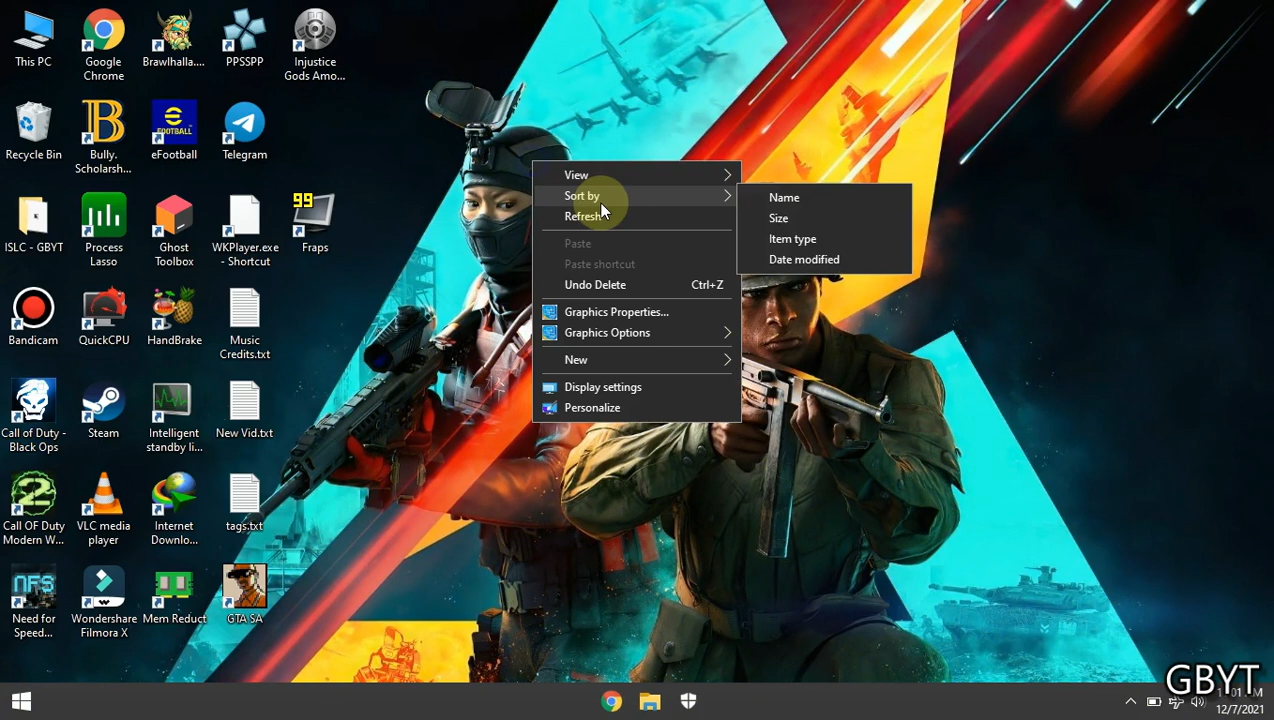 This PC
Google
Chrome
Brawlhalla....
PPSSPP
Injustice
Gods Amo...
Recycle Bin
Bully.
Scholarsh...
eFootball
Telegram
ISLC - GBYT
Process
Lasso
Ghost
Toolbox
WKPlayer.exe
- Shortcut
99
Fraps
Bandicam
QuickCPU
HandBrake
Music
Credits.txt
Call of Duty -
Black Ops
Steam
Intelligent
standby li...
New Vid.txt
Call OF Duty
Modern W...
VLC media
player
Internet
Downlo...
tags.txt
NFS
Need for
Speed...
Wondershare
Filmora X
Mem Reduct
GTA SA
View
Sort by
Refresh
Paste
Paste shortcut
Undo Delete Ctrl+Z
Graphics Properties...
Graphics Options
New
Display settings
Personalize
Name
Size
Item type
Date modified
GBYT
12/7/2021